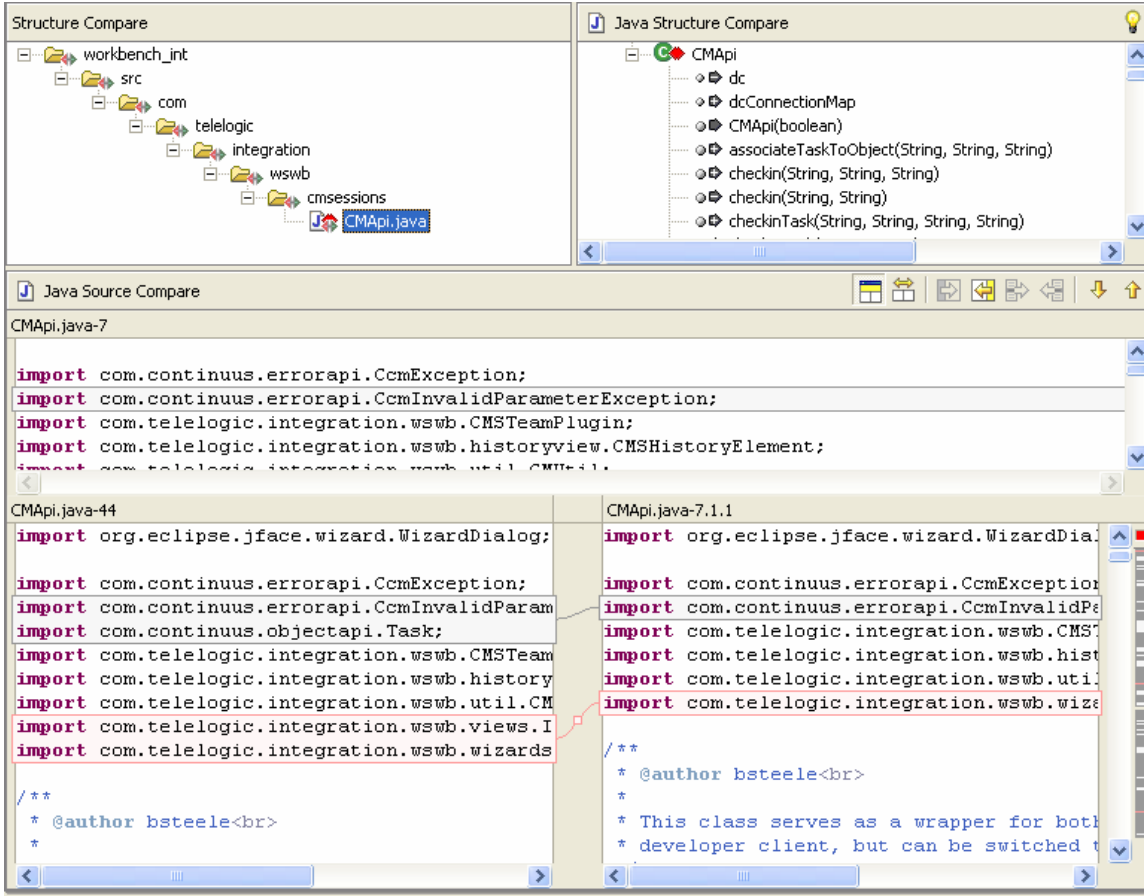 Structure Compare
workbench_int
src
com
telelogic
integration
wswb
cmsessions
CMApi.java
Java Structure Compare
CMApi
dc
dcConnectionMap
CMApi(boolean)
associateTaskToObject(String, String, String)
checkin(String, String, String)
checkin(String, String)
checkinTask(String, String, String, String)
Java Source Compare
CMApi.java-7
import com.continuus.errorapi.CcmException;
import com.continuus.errorapi.CcmInvalidParameterException;
import com.telelogic.integration.wswb.CMSTeamPlugin;
import com.telelogic.integration.wswb.historyview.CMSHistoryElement;
import com.telelogic.integration.wswb.util.CMUtil;
CMApi.java-44
import org.eclipse.jface.wizard.WizardDialog;
import com.continuus.errorapi.CcmException;
import com.continuus.errorapi.CcmInvalidParam
import com.continuus.objectapi.Task;
import com.telelogic.integration.wswb.CMSTeam
import com.telelogic.integration.wswb.history
import com.telelogic.integration.wswb.util.CM
import com.telelogic.integration.wswb.views.I
import com.telelogic.integration.wswb.wizards
/**
* @author bsteele<br>
*
CMApi.java-7.1.1
import org.eclipse.jface.wizard.WizardDial
import com.continuus.errorapi.CcmException
import com.continuus.errorapi.CcmInvalidPa
import com.telelogic.integration.wswb.CMST
import com.telelogic.integration.wswb.hist
import com.telelogic.integration.wswb.util
import com.telelogic.integration.wswb.wiza
/**
* @author bsteele<br>
*
* This class serves as a wrapper for both
* developer client, but can be switched t